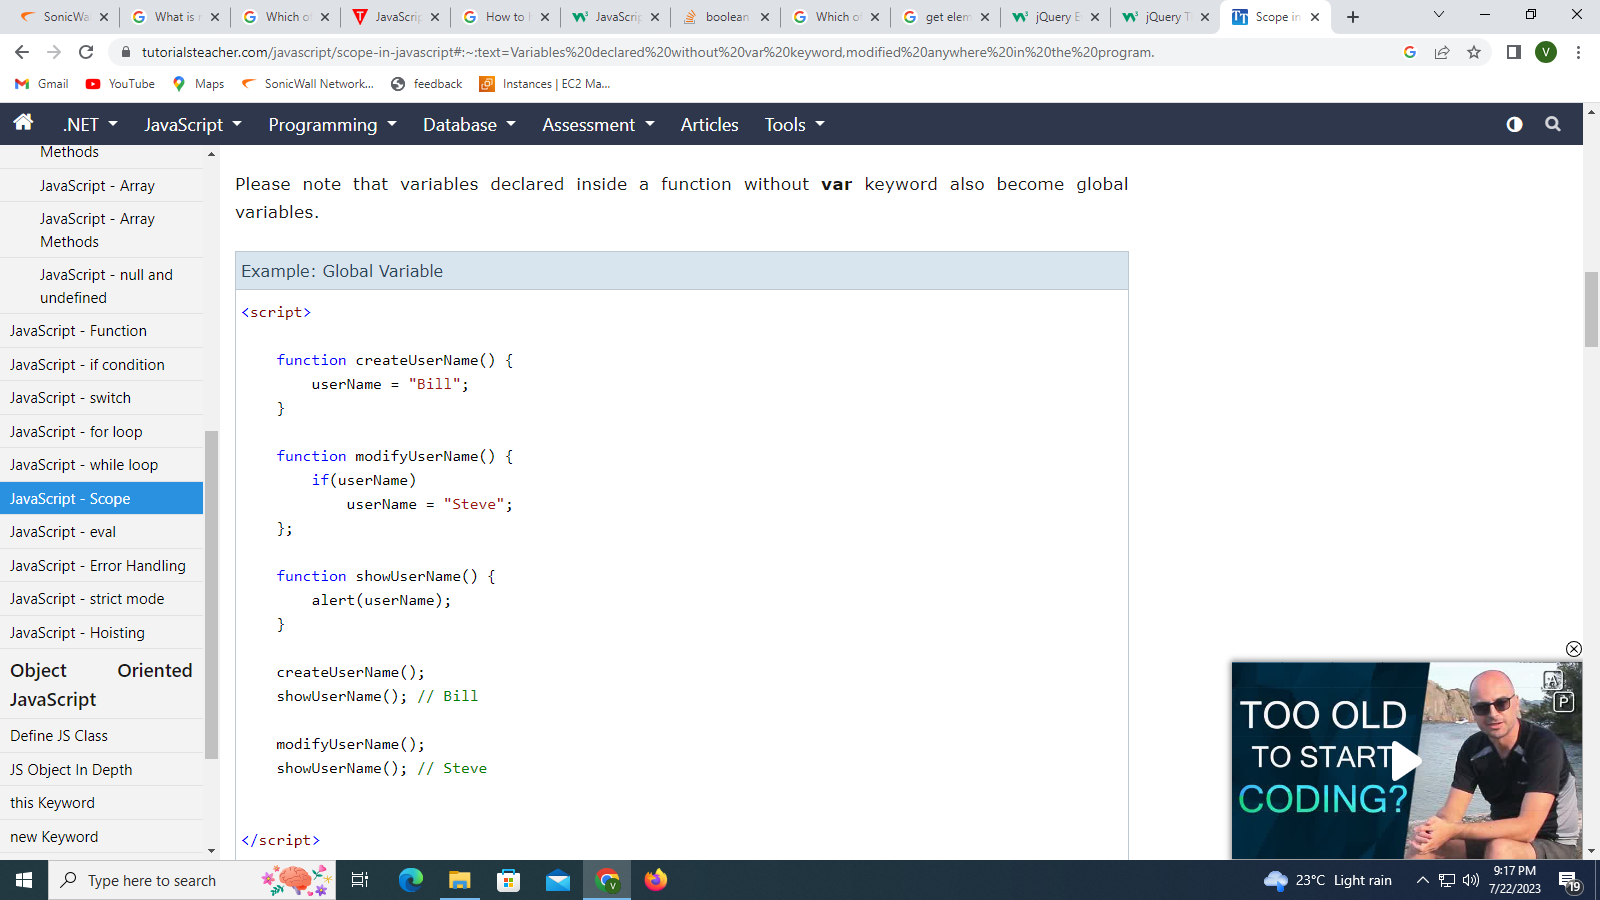 SonicWa
What is
Which of
JavaScrip
How to
JavaScrip
boolean
Which of
get elem
jQuery E
jQuery T
Scope in
tutorialsteacher.com/javascript/scope-in-javascript#:~:text=Variables%20declared%20without%20var%20keyword,modified%20anywhere%20in%20the%20program.
V
Gmail
YouTube
Maps
SonicWall Network...
feedback
Instances | EC2 Ma...
.NET
JavaScript
Programming
Database
Assessment
Articles
Tools
Methods
JavaScript - Array
JavaScript - Array
Methods
JavaScript - null and
undefined
JavaScript - Function
JavaScript - if condition
JavaScript - switch
JavaScript - for loop
JavaScript - while loop
JavaScript - Scope
JavaScript - eval
JavaScript - Error Handling
JavaScript - strict mode
JavaScript - Hoisting
Object Oriented
JavaScript
Define JS Class
JS Object In Depth
this Keyword
new Keyword
Please note that variables declared inside a function without var keyword also become global
variables.
Example: Global Variable
<script>
function createUserName() {
userName = "Bill";
}
function modifyUserName() {
if(userName)
userName = "Steve";
};
function showUserName() {
alert(userName);
}
createUserName();
showUserName(); // Bill
modifyUserName();
showUserName(); // Steve
</script>
TOO OLD
TO START
CODING?
A
P
Type here to search
V
23°C Light rain
9:17 PM
7/22/2023
19